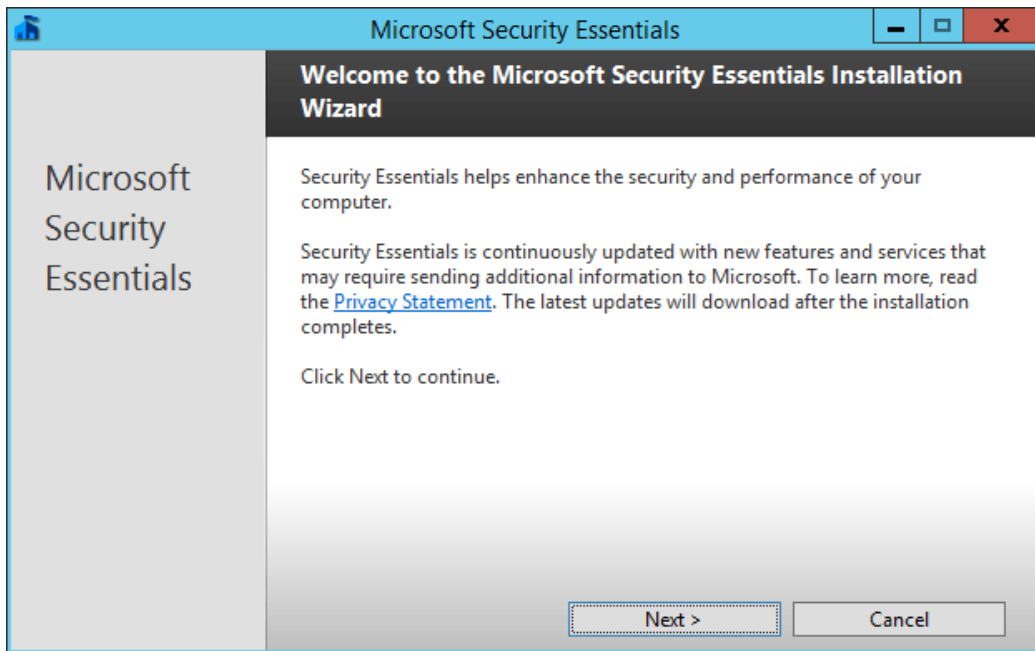 Microsoft Security Essentials
x
Welcome to the Microsoft Security Essentials Installation
Wizard
Microsoft
Security
Essentials
Security Essentials helps enhance the security and performance of your
computer.
Security Essentials is continuously updated with new features and services that
may require sending additional information to Microsoft. To learn more, read
the Privacy Statement. The latest updates will download after the installation
completes.
Click Next to continue.
Next >
Cancel